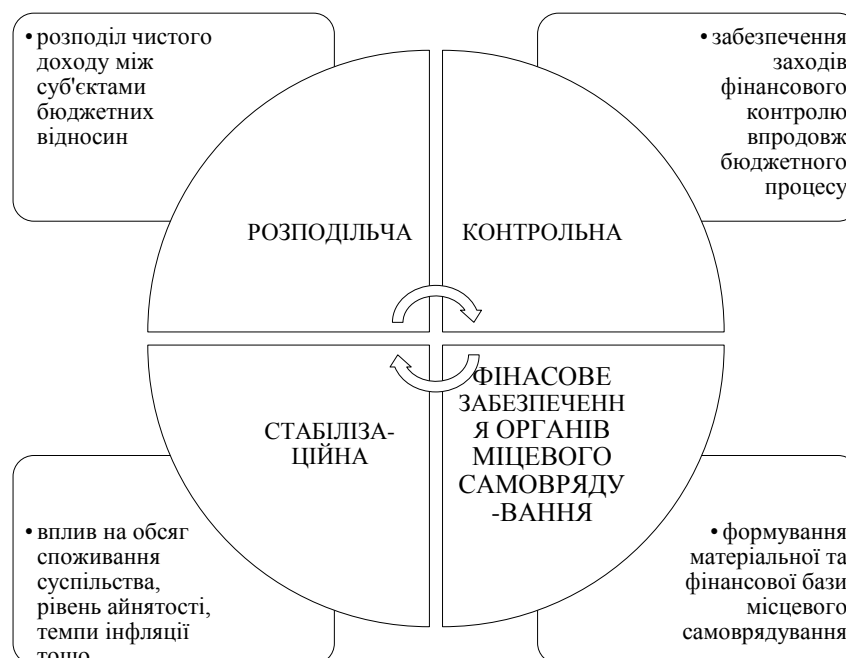 • розподіл чистого
доходу між
суб'єктами
бюджетних
відносин
• забезпечення
заходів
фінансового
контролю
впродовж
бюджетного
процесу
РОЗПОДІЛЬЧА
КОНТРОЛЬНА
СТАБІЛІЗА-
ЦІЙНА
ФІНАСОВЕ
ЗАБЕЗПЕЧЕНН
Я ОРГАНІВ
МІЦЕВОГО
САМОВРЯДУ
-ВАННЯ
• вплив на обсяг
споживання
суспільства,
рівень айнятості,
темпи інфляції
тощо
• формування
матеріальної та
фінансової бази
місцевого
самоврядування